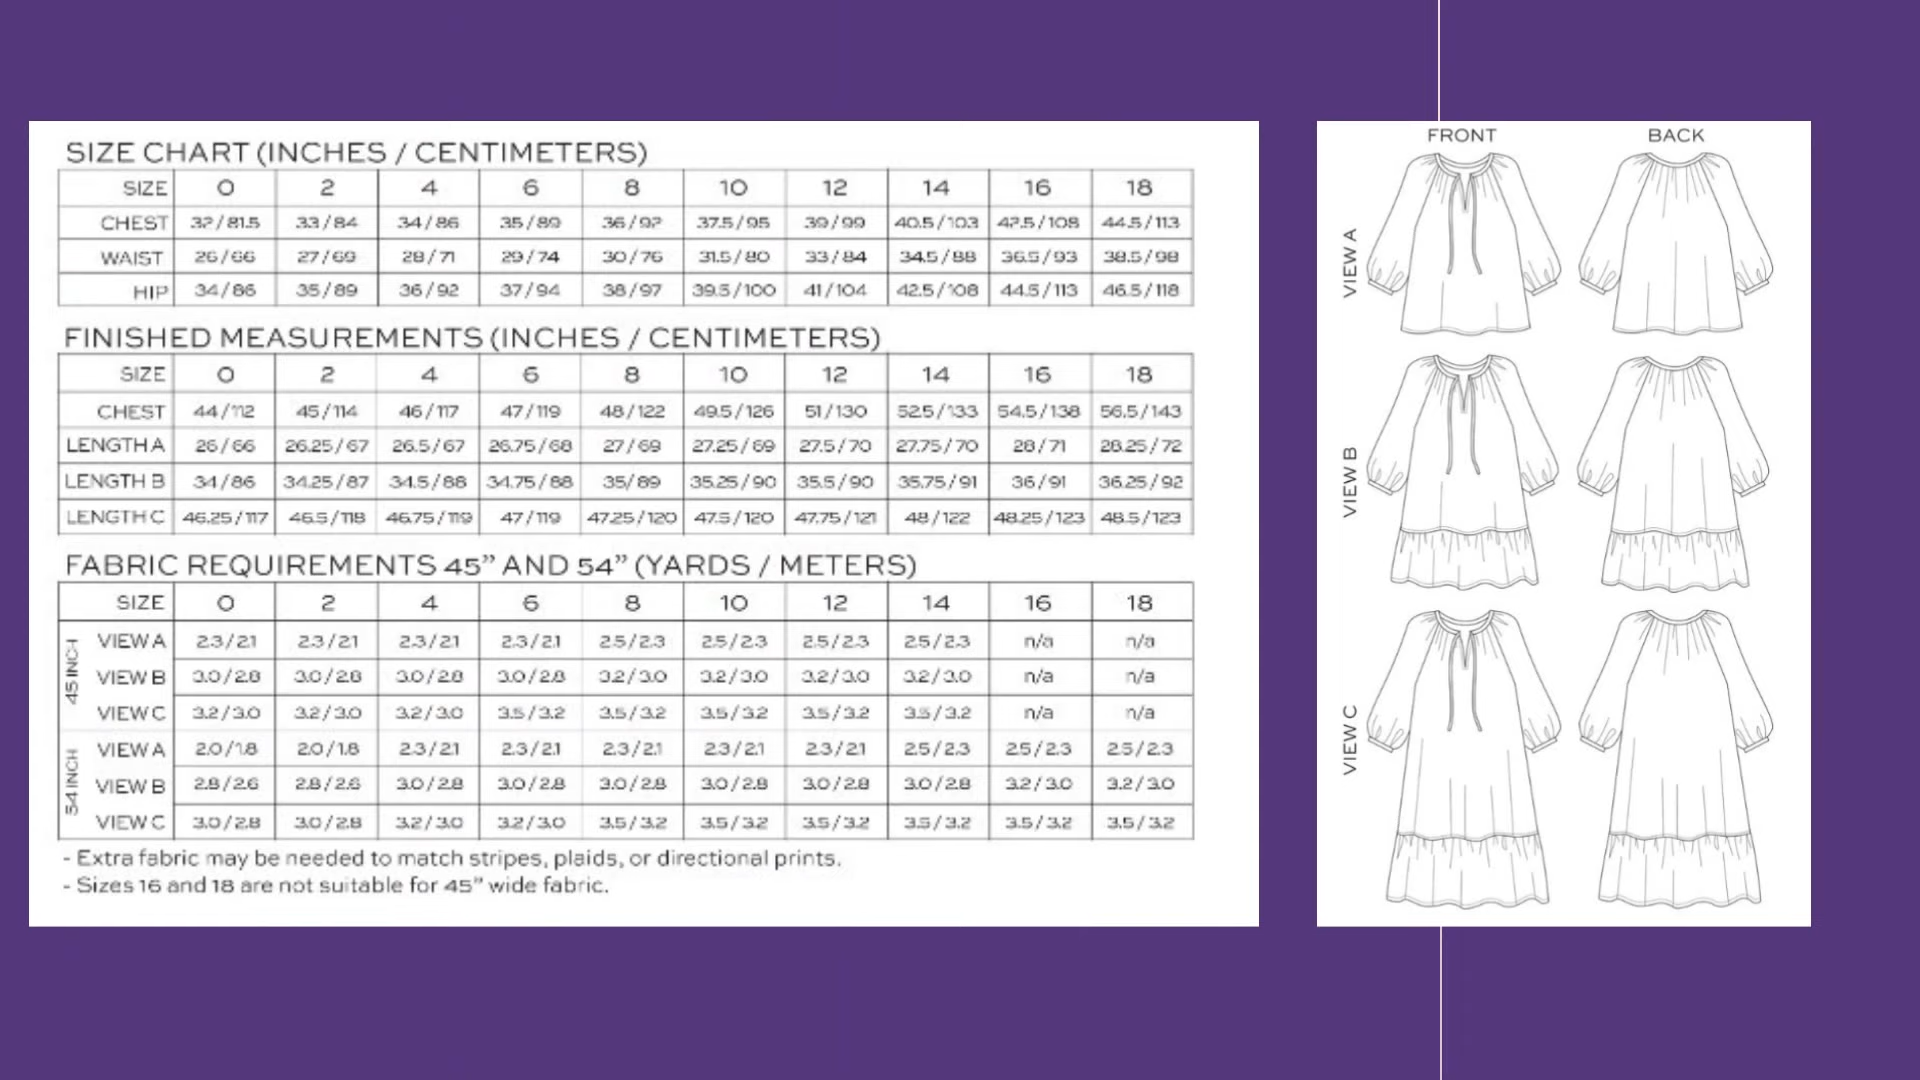 SIZE CHART (INCHES / CENTIMETERS)
SIZE 0 2 4 6 8 10 12 14 16 18
CHEST 32/81.5 33/84 34/86 35/89 36/92 37.5/95 39/99 40.5/103 42.5/108 44.5/113
WAIST 26/66 27/69 28/71 29/74 30/76 31.5/80 33/84 34.5/88 36.5/93 38.5/98
HIP 34/86 35/89 36/92 37/94 38/97 39.5/100 41/104 42.5/108 44.5/113 46.5/118
FINISHED MEASUREMENTS (INCHES / CENTIMETERS)
SIZE 0 2 4 6 8 10 12 14 16 18
CHEST 44/112 45/114 46/117 47/119 48/122 49.5/126 51/130 52.5/133 54.5/138 56.5/143
LENGTH A 26/66 26.25/67 26.5/67 26.75/68 27/69 27.25/69 27.5/70 27.75/70 28/71 28.25/72
LENGTH B 34/86 34.25/87 34.5/88 34.75/88 35/89 35.25/90 35.5/90 35.75/91 36/91 36.25/92
LENGTH C 46.25/117 46.5/118 46.75/119 47/119 47.25/120 47.5/120 47.75/121 48/122 48.25/123 48.5/123
FABRIC REQUIREMENTS 45” AND 54” (YARDS / METERS)
SIZE 0 2 4 6 8 10 12 14 16 18
45 INCH
VIEW A 2.3/2.1 2.3/2.1 2.3/2.1 2.3/2.1 2.5/2.3 2.5/2.3 2.5/2.3 2.5/2.3 n/a n/a
VIEW B 3.0/2.8 3.0/2.8 3.0/2.8 3.0/2.8 3.2/3.0 3.2/3.0 3.2/3.0 3.2/3.0 n/a n/a
VIEW C 3.2/3.0 3.2/3.0 3.2/3.0 3.5/3.2 3.5/3.2 3.5/3.2 3.5/3.2 3.5/3.2 n/a n/a
54 INCH
VIEW A 2.0/1.8 2.0/1.8 2.3/2.1 2.3/2.1 2.3/2.1 2.3/2.1 2.3/2.1 2.5/2.3 2.5/2.3 2.5/2.3
VIEW B 2.8/2.6 2.8/2.6 3.0/2.8 3.0/2.8 3.0/2.8 3.0/2.8 3.0/2.8 3.0/2.8 3.2/3.0 3.2/3.0
VIEW C 3.0/2.8 3.0/2.8 3.2/3.0 3.2/3.0 3.5/3.2 3.5/3.2 3.5/3.2 3.5/3.2 3.5/3.2 3.5/3.2
- Extra fabric may be needed to match stripes, plaids, or directional prints.
- Sizes 16 and 18 are not suitable for 45” wide fabric.
FRONT BACK
VIEW A
VIEW B
VIEW C